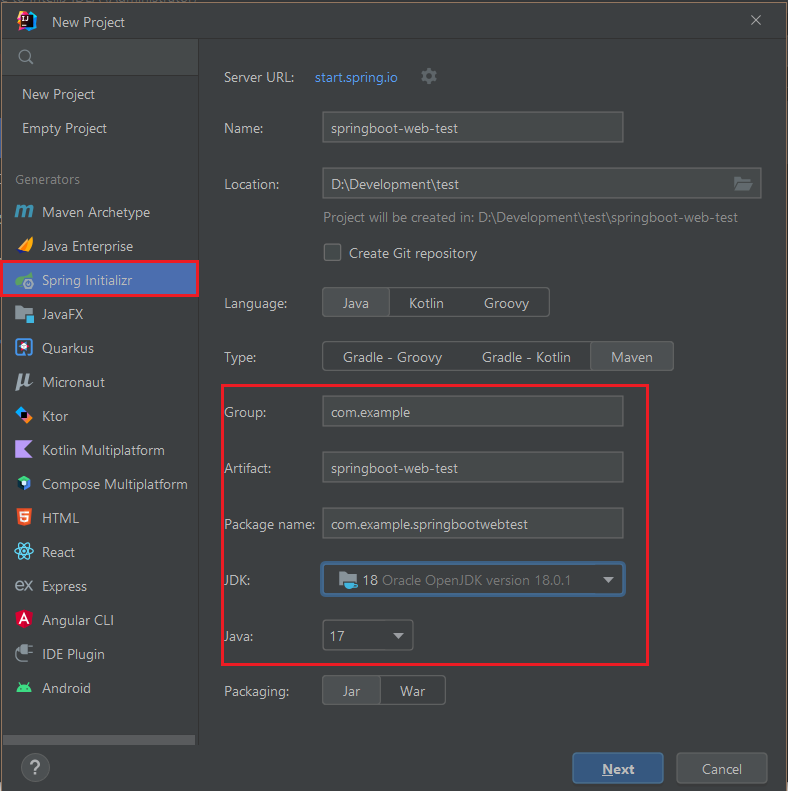 New Project
New Project
Empty Project
Generators
Maven Archetype
Java Enterprise
Spring Initializr
JavaFX
Quarkus
Micronaut
Ktor
Kotlin Multiplatform
Compose Multiplatform
HTML
React
Express
Angular CLI
IDE Plugin
Android
Server URL: start.spring.io
Name: springboot-web-test
Location: D:\Development\test
Project will be created in: D:\Development\test\springboot-web-test
Create Git repository
Language: Java Kotlin Groovy
Type: Gradle - Groovy Gradle - Kotlin Maven
Group: com.example
Artifact: springboot-web-test
Package name: com.example.springbootwebtest
JDK: 18 Oracle OpenJDK version 18.0.1
Java: 17
Packaging: Jar War
? Next Cancel